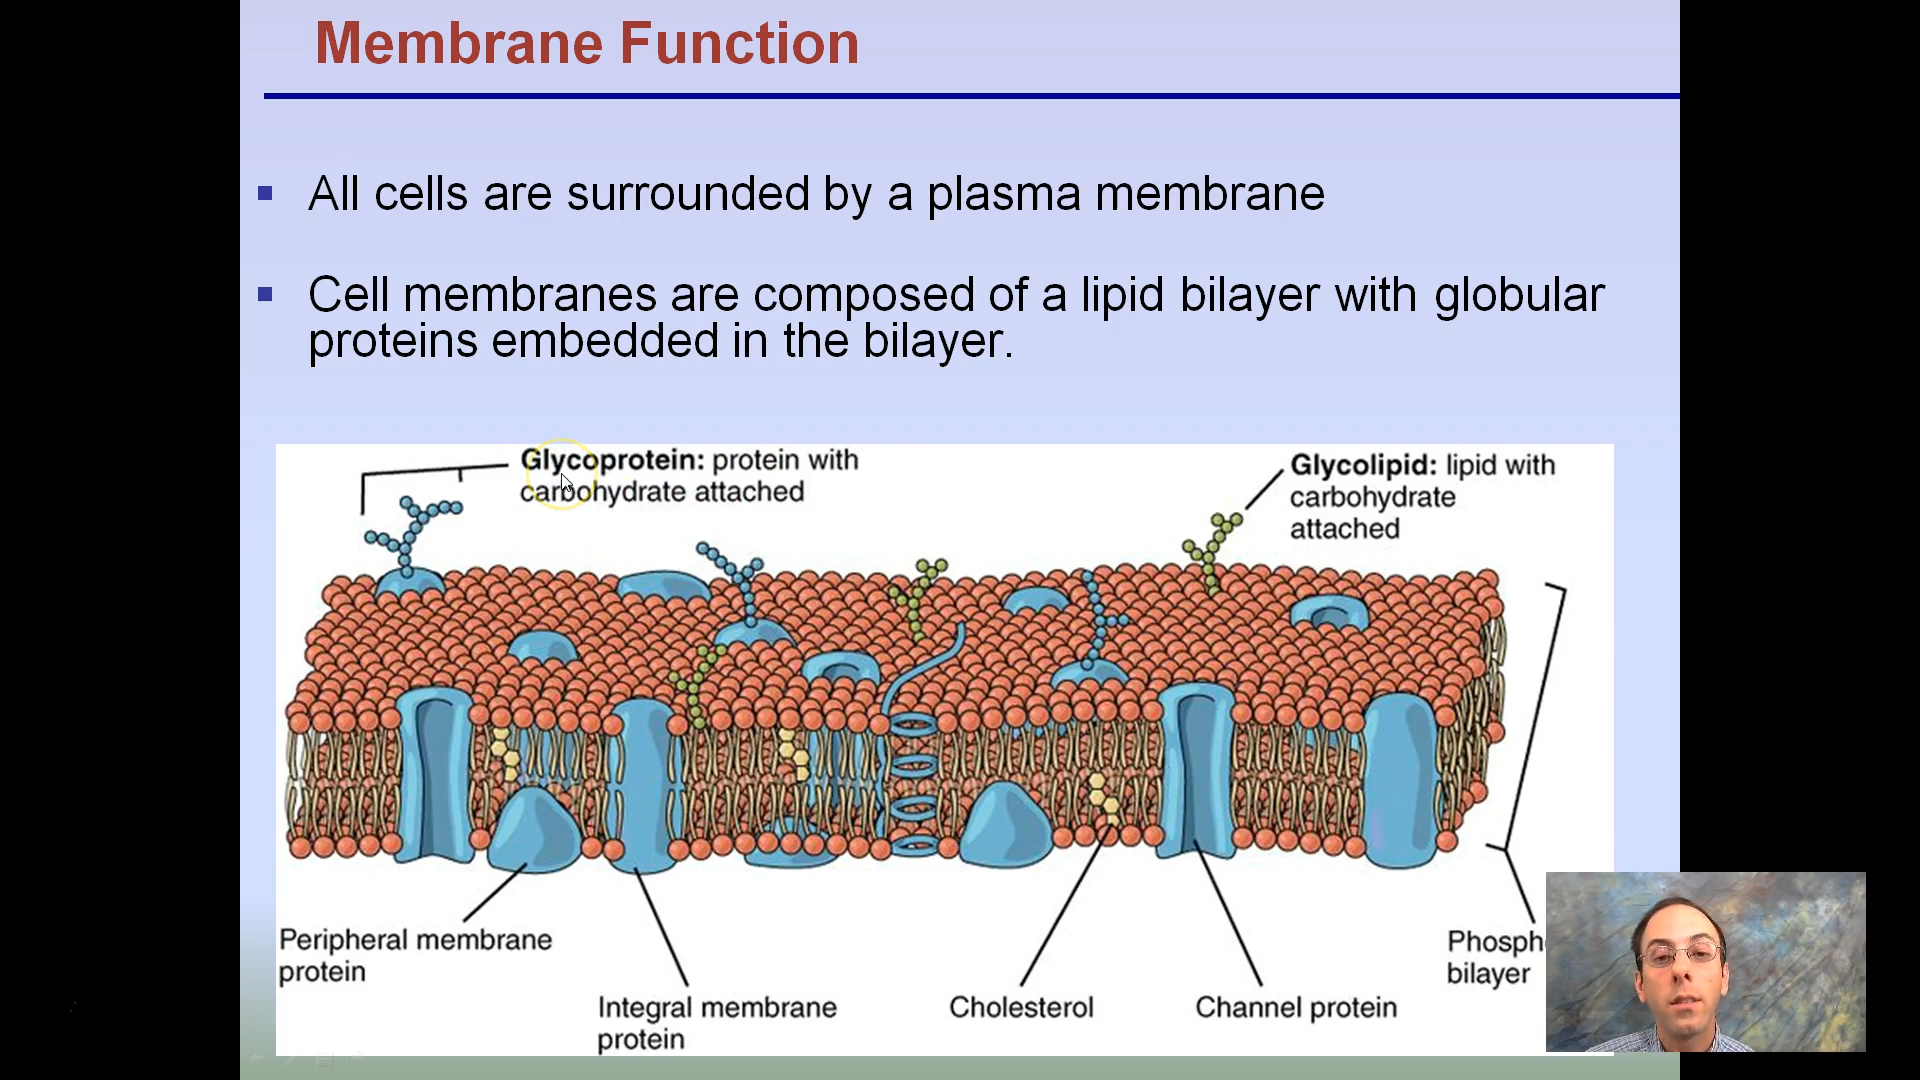 Membrane Function
All cells are surrounded by a plasma membrane
Cell membranes are composed of a lipid bilayer with globular
proteins embedded in the bilayer.
Glycoprotein: protein with
carbohydrate attached
Glycolipid: lipid with
carbohydrate
attached
Peripheral membrane
protein
Integral membrane
protein
Cholesterol
Channel protein
bilayer